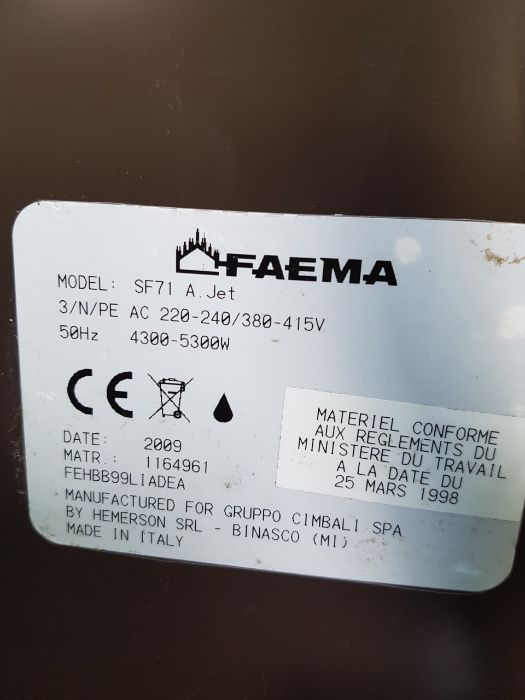 FAEMA
MODEL: SF71 A.Jet
3/N/PE AC 220-240/380-415V
50Hz 4300-5300W
CE
DATE: 2009
MATR.: 1164961
FEHBB99LIADEA
MATERIEL CONFORME
AUX REGLEMENTS DU
MINISTERE DU TRAVAIL
A LA DATE DU
25 MARS 1998
MANUFACTURED FOR GRUPPO CIMBALI SPA
BY HEMERSON SRL - BINASCO (MI)
MADE IN ITALY